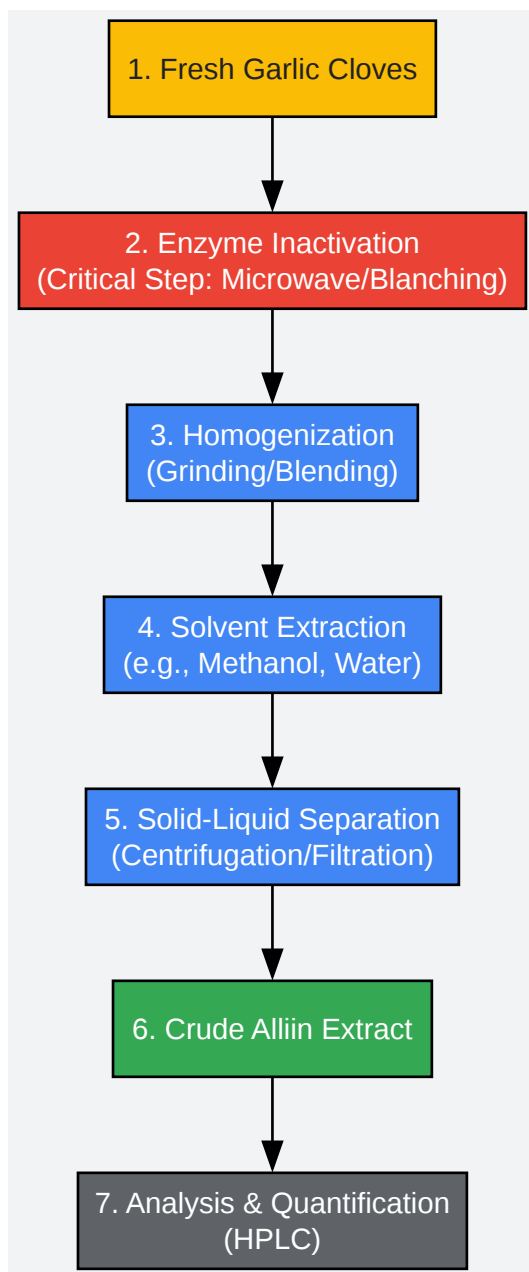 1. Fresh Garlic Cloves
2. Enzyme Inactivation
(Critical Step: Microwave/Blanching)
3. Homogenization
(Grinding/Blending)
4. Solvent Extraction
(e.g., Methanol, Water)
5. Solid-Liquid Separation
(Centrifugation/Filtration)
6. Crude Alliin Extract
7. Analysis & Quantification
(HPLC)